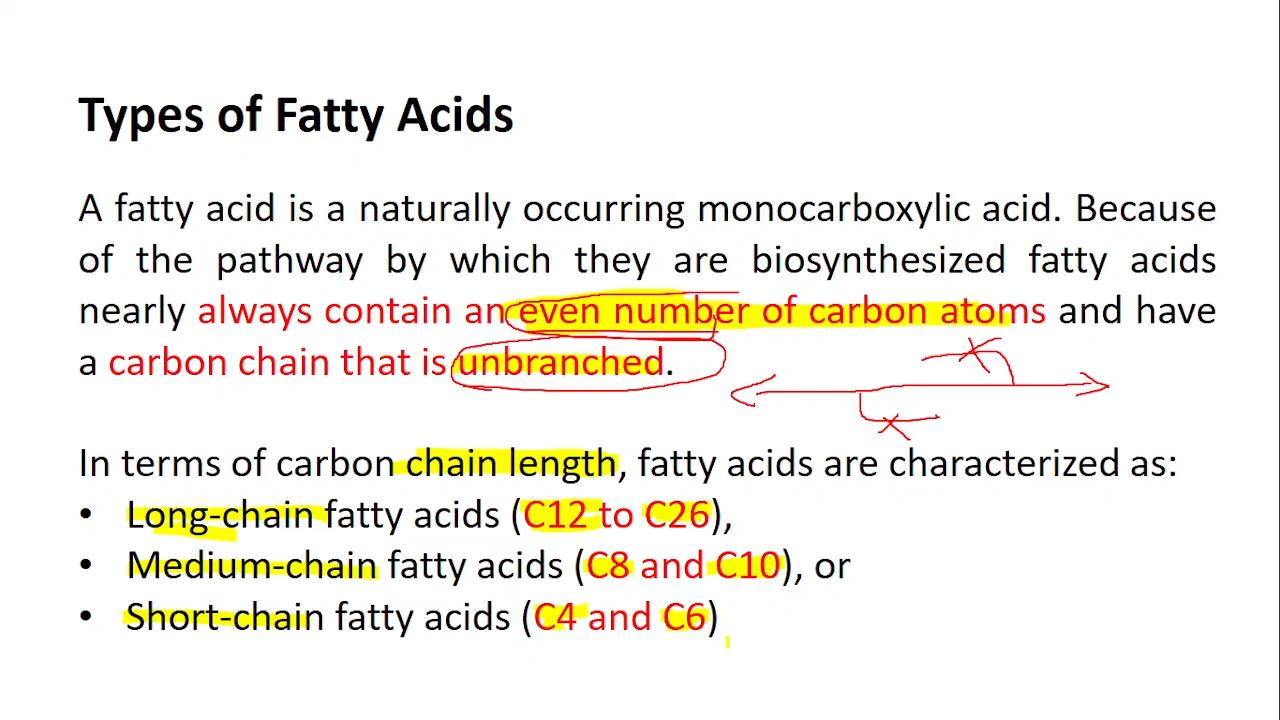 Types of Fatty Acids
A fatty acid is a naturally occurring monocarboxylic acid. Because
of the pathway by which they are biosynthesized fatty acids
nearly always contain an even number of carbon atoms and have
a carbon chain that is unbranched.
In terms of carbon chain length, fatty acids are characterized as:
• Long-chain fatty acids (C12 to C26),
• Medium-chain fatty acids (C8 and C10), or
• Short-chain fatty acids (C4 and C6)